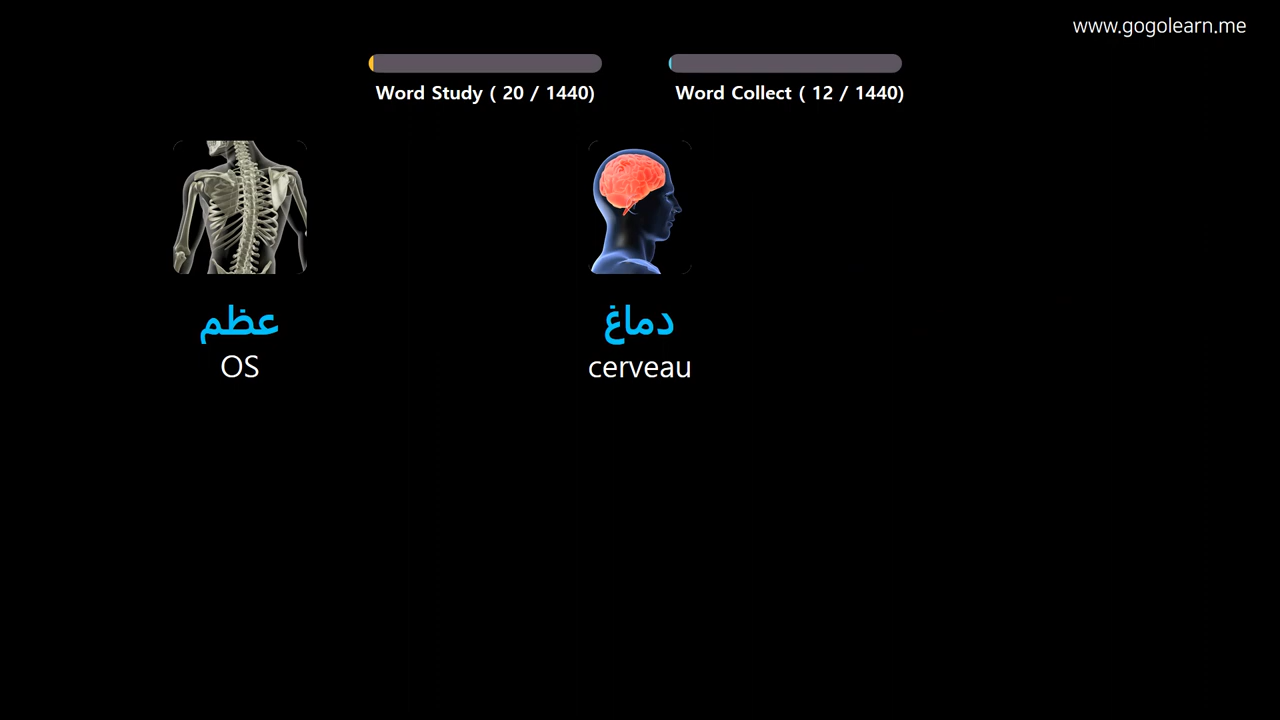 www.gogolearn.me
Word Study ( 20 / 1440)
Word Collect ( 12 / 1440)
عظم
OS
دماغ
cerveau